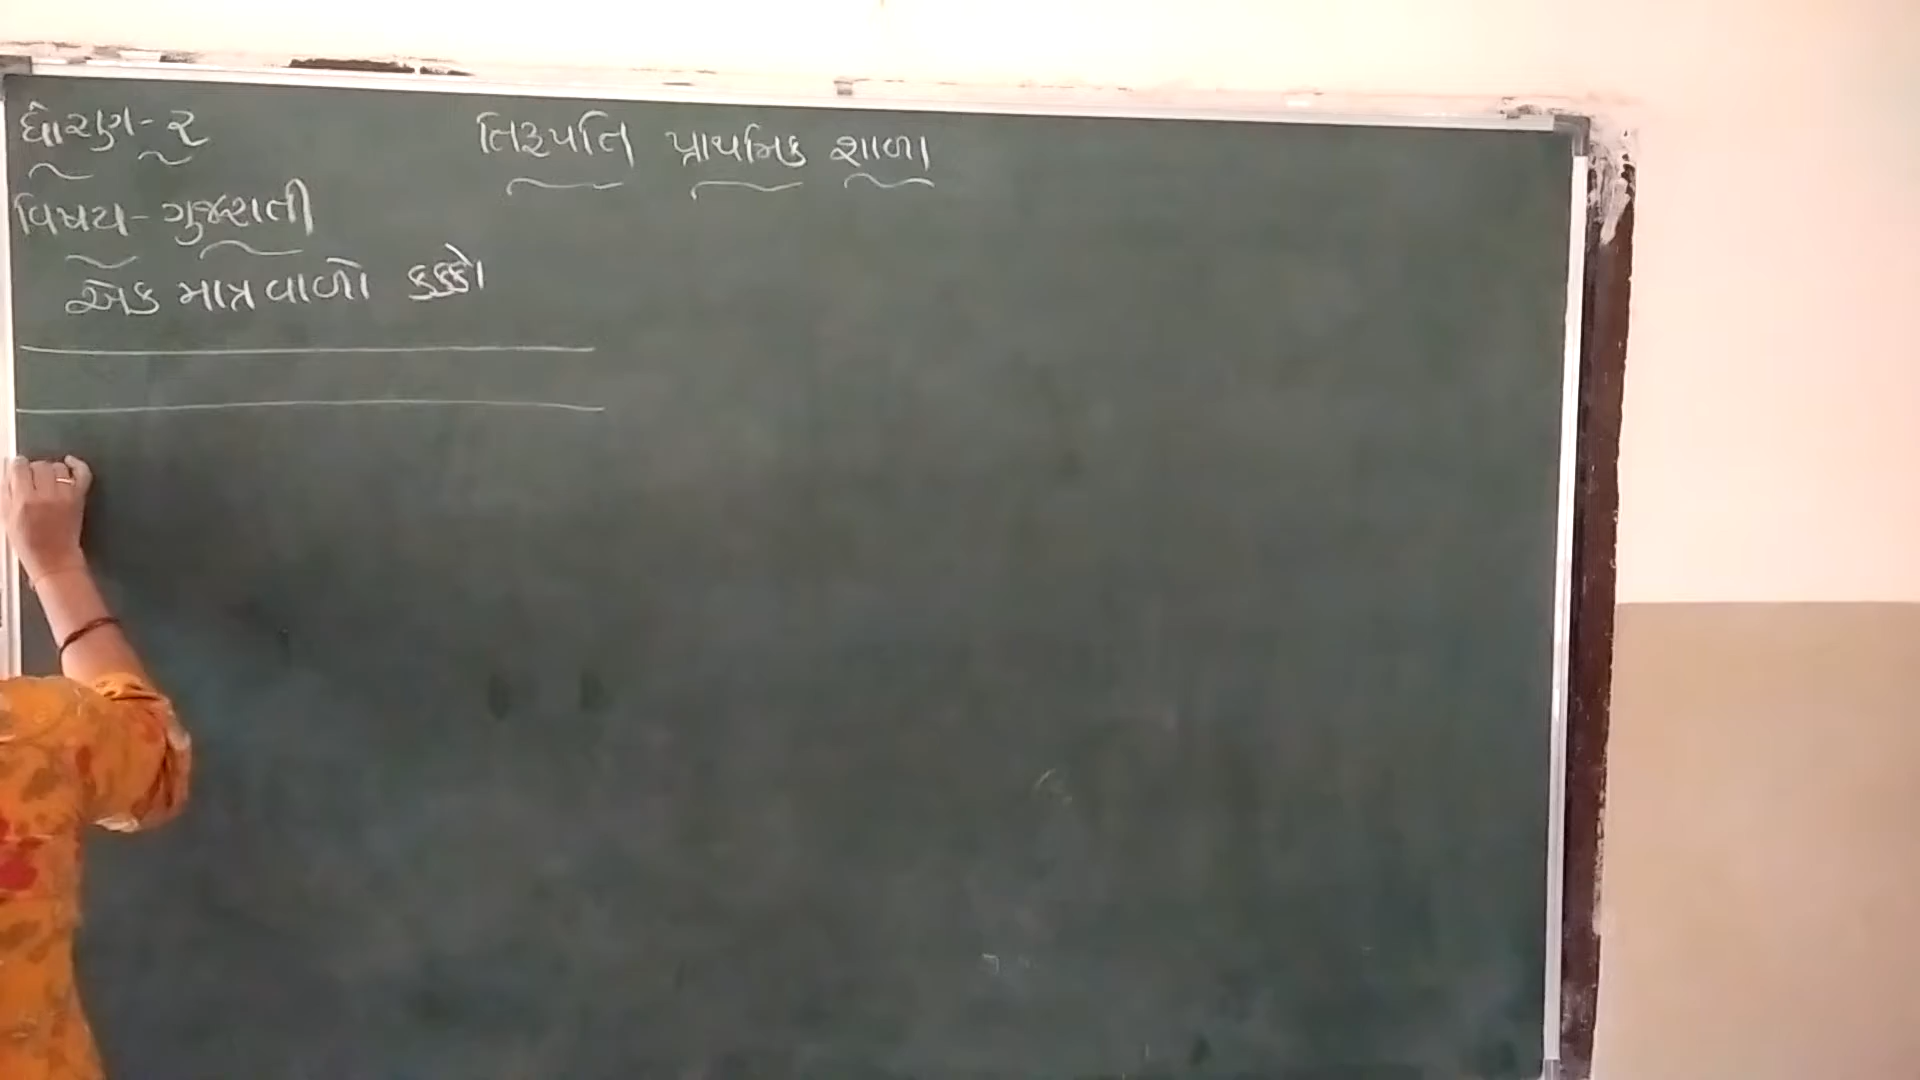 ધોરણ-૨
તિરૂપતિ પ્રાથમિક શાળા
વિષય-ગુજરાતી
એક માત્રવાળો કક્કો